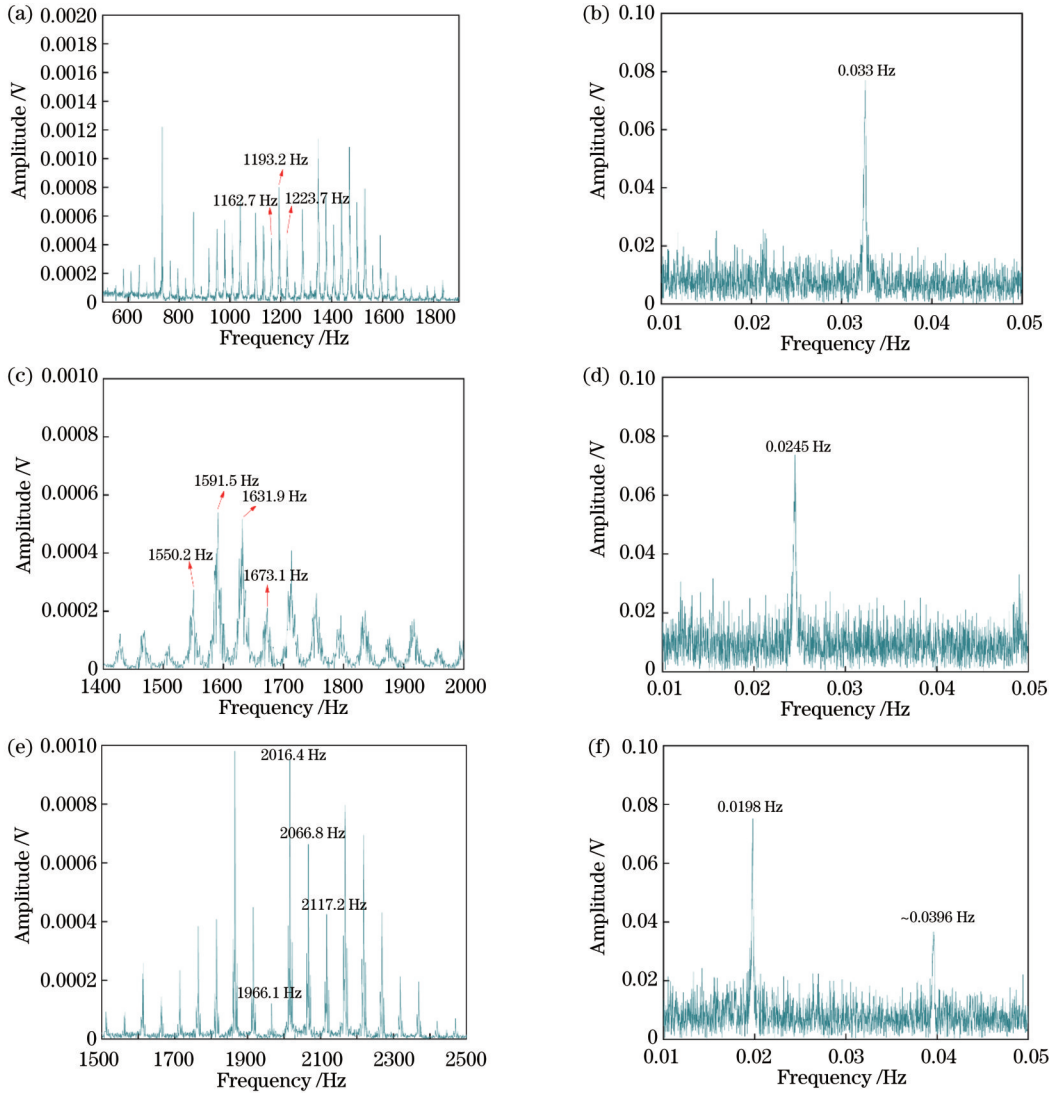 (a)
0.0020
0.0018
0.0016
0.0014
0.0012
0.0010
0.0008
0.0006
0.0004
0.0002
0
Amplitude /V
1193.2 Hz
1162.7 Hz
1223.7 Hz
600 800 1000 1200 1400 1600 1800
Frequency /Hz
(b)
0.10
0.08
0.06
0.04
0.02
0
Amplitude /V
0.033 Hz
0.01 0.02 0.03 0.04 0.05
Frequency /Hz
(c)
0.0010
0.0008
0.0006
0.0004
0.0002
0
Amplitude /V
1591.5 Hz
1631.9 Hz
1550.2 Hz
1673.1 Hz
1400 1500 1600 1700 1800 1900 2000
Frequency /Hz
(d)
0.10
0.08
0.06
0.04
0.02
0
Amplitude /V
0.0245 Hz
0.01 0.02 0.03 0.04 0.05
Frequency /Hz
(e)
0.0010
0.0008
0.0006
0.0004
0.0002
0
Amplitude /V
2016.4 Hz
2066.8 Hz
2117.2 Hz
1966.1 Hz
1500 1700 1900 2100 2300 2500
Frequency /Hz
(f)
0.10
0.08
0.06
0.04
0.02
0
Amplitude /V
0.0198 Hz
~0.0396 Hz
0.01 0.02 0.03 0.04 0.05
Frequency /Hz